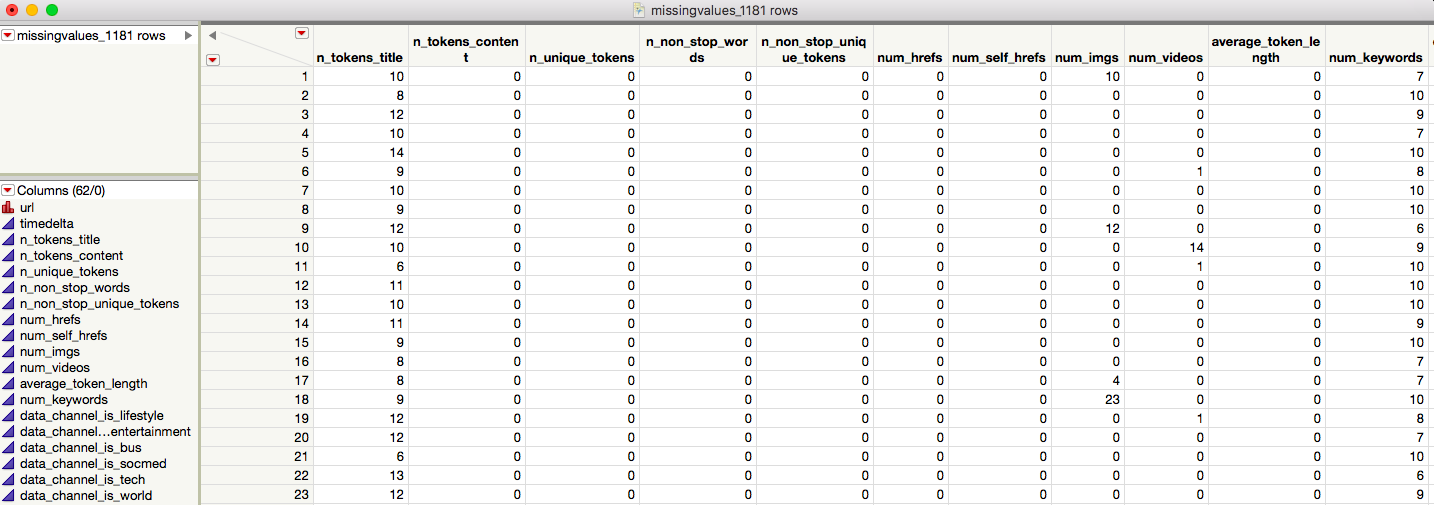 missingvalues_1181 rows
missingvalues_1181 rows
Columns (62/0)
url
timedelta
n_tokens_title
n_tokens_content
n_unique_tokens
n_non_stop_words
n_non_stop_unique_tokens
num_hrefs
num_self_hrefs
num_imgs
num_videos
average_token_length
num_keywords
data_channel_is_lifestyle
data_channel...entertainment
data_channel_is_bus
data_channel_is_socmed
data_channel_is_tech
data_channel_is_world
n_tokens_conten n_non_stop_wor n_non_stop_uniq average_token_le
n_tokens_title t n_unique_tokens ds ue_tokens num_hrefs num_self_hrefs num_imgs num_videos ngth num_keywords
1 10 0 0 0 0 0 0 10 0 0 7
2 8 0 0 0 0 0 0 0 0 0 10
3 12 0 0 0 0 0 0 0 0 0 9
4 10 0 0 0 0 0 0 0 0 0 7
5 14 0 0 0 0 0 0 0 0 0 10
6 9 0 0 0 0 0 0 0 1 0 8
7 10 0 0 0 0 0 0 0 0 0 10
8 9 0 0 0 0 0 0 0 0 0 10
9 12 0 0 0 0 0 0 12 0 0 6
10 10 0 0 0 0 0 0 0 14 0 9
11 6 0 0 0 0 0 0 0 1 0 10
12 11 0 0 0 0 0 0 0 0 0 10
13 10 0 0 0 0 0 0 0 0 0 10
14 11 0 0 0 0 0 0 0 0 0 9
15 9 0 0 0 0 0 0 0 0 0 10
16 8 0 0 0 0 0 0 0 0 0 7
17 8 0 0 0 0 0 0 4 0 0 7
18 9 0 0 0 0 0 0 23 0 0 10
19 12 0 0 0 0 0 0 0 1 0 8
20 12 0 0 0 0 0 0 0 0 0 7
21 6 0 0 0 0 0 0 0 0 0 10
22 13 0 0 0 0 0 0 0 0 0 6
23 12 0 0 0 0 0 0 0 0 0 9